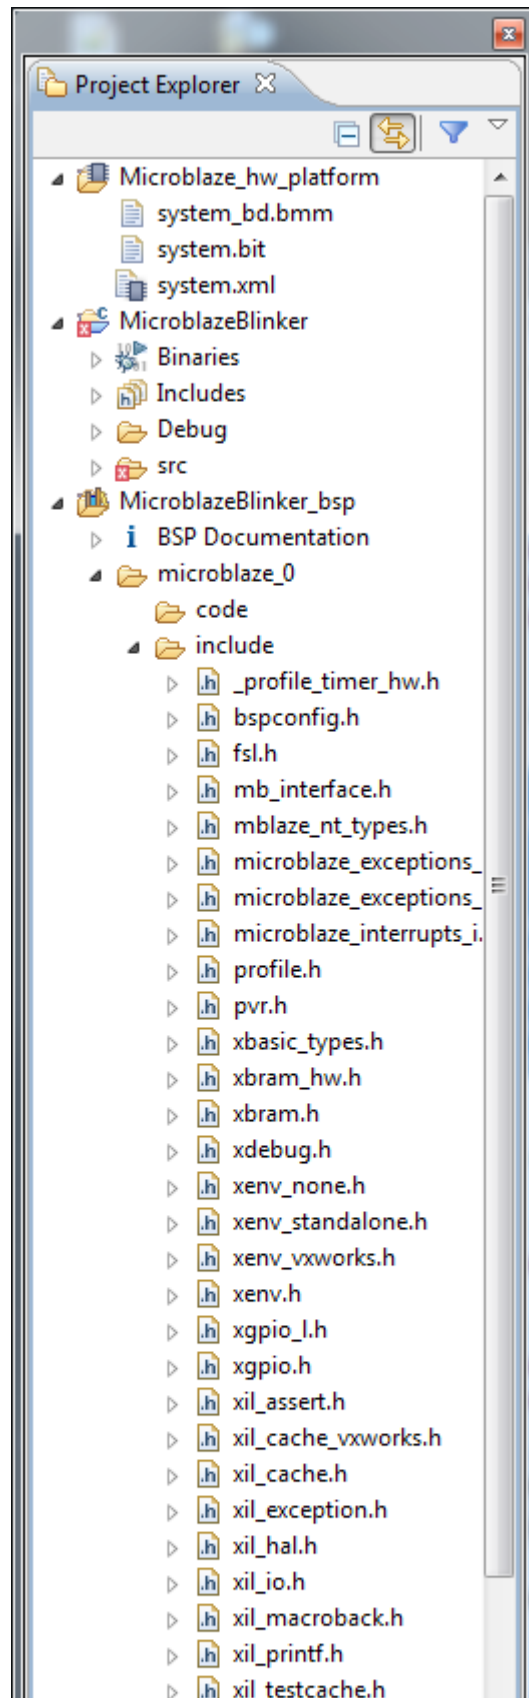 Project Explorer
Microblaze_hw_platform
system_bd.bmm
system.bit
system.xml
MicroblazeBlinker
Binaries
Includes
Debug
src
MicroblazeBlinker_bsp
BSP Documentation
microblaze_0
code
include
_profile_timer_hw.h
bspconfig.h
fsl.h
mb_interface.h
mblaze_nt_types.h
microblaze_exceptions_
microblaze_exceptions_
microblaze_interrupts_i.
profile.h
pvr.h
xbasic_types.h
xbram_hw.h
xbram.h
xdebug.h
xenv_none.h
xenv_standalone.h
xenv_vxworks.h
xenv.h
xgpio_l.h
xgpio.h
xil_assert.h
xil_cache_vxworks.h
xil_cache.h
xil_exception.h
xil_hal.h
xil_io.h
xil_macroback.h
xil_printf.h
xil_testcache.h